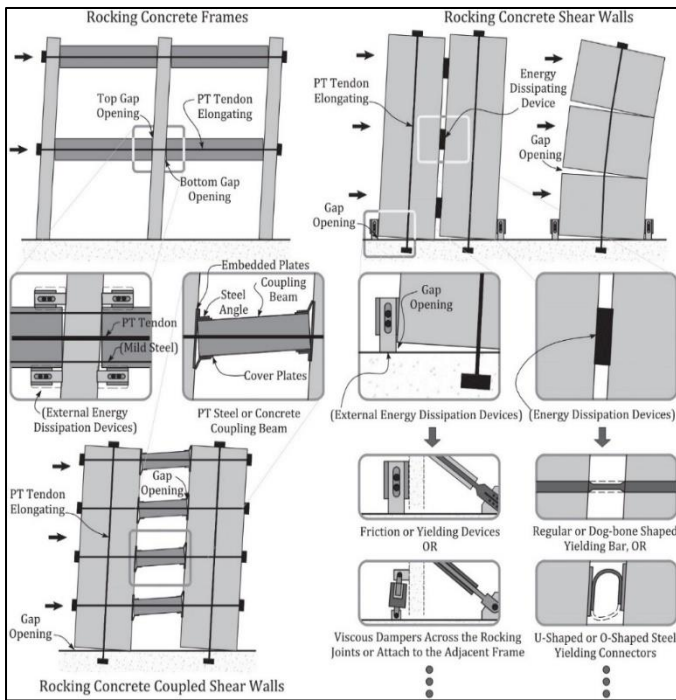 Rocking Concrete Frames
Top Gap
Opening
PT Tendon
Elongating
Bottom Gap
Opening
Rocking Concrete Shear Walls
PT Tendon
Elongating
Energy
Dissipating
Device
Gap
Opening
Gap
Opening
PT Tendon
(Mild Steel)
(External Energy
Dissipation Devices)
Embedded Plates
Steel
Angle
Coupling
Beam
Cover Plates
PT Steel or Concrete
Coupling Beam
Gap
Opening
(External Energy Dissipation Devices)
(Energy Dissipation Devices)
Friction or Yielding Devices
OR
Viscous Dampers Across the Rocking
Joints or Attach to the Adjacent Frame
Regular or Dog-bone Shaped
Yielding Bar, OR
U-Shaped or O-Shaped Steel
Yielding Connectors
PT Tendon
Elongating
Gap
Opening
Gap
Opening
Rocking Concrete Coupled Shear Walls